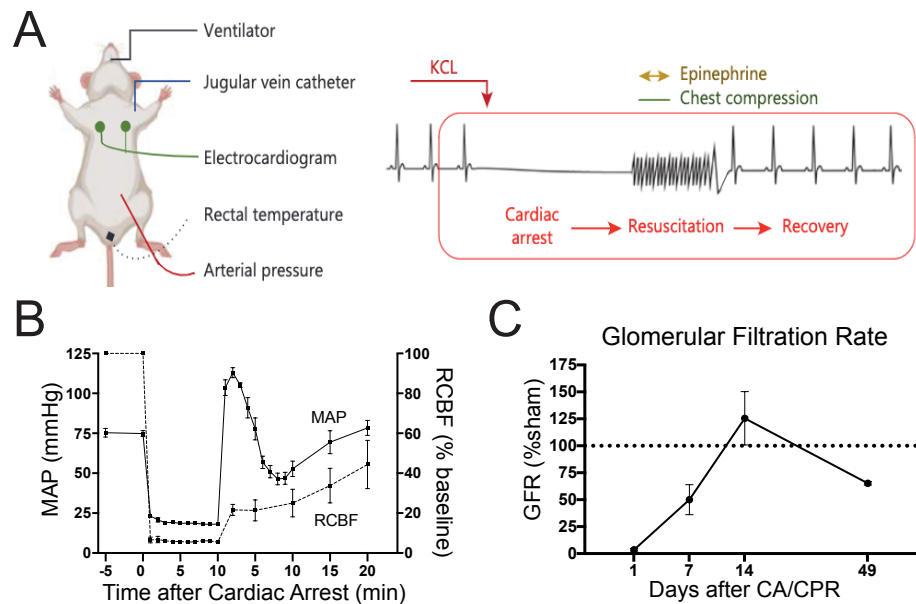 A
Ventilator
Jugular vein catheter
Electrocardiogram
Rectal temperature
Arterial pressure
KCL
Epinephrine
Chest compression
Cardiac
arrest
Resuscitation
Recovery
B
125
100
75
50
25
0
MAP (mmHg)
100
80
60
40
20
0
RCBF (% baseline)
MAP
RCBF
-5 0 5 10 5 10 15 20
Time after Cardiac Arrest (min)
C
Glomerular Filtration Rate
175
150
125
100
75
50
25
0
GFR (%sham)
1 7 14 49
Days after CA/CPR